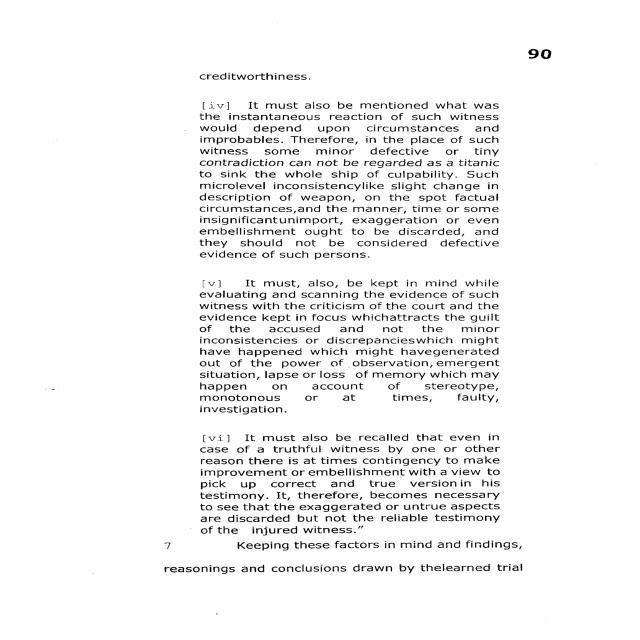 90
creditworthiness.
[iv] It must also be mentioned what was
the instantaneous reaction of such witness
would depend upon circumstances and
improbables. Therefore, in the place of such
witness some minor defective or tiny
contradiction can not be regarded as a titanic
to sink the whole ship of culpability. Such
microlevel inconsistencylike slight change in
description of weapon, on the spot factual
circumstances,and the manner, time or some
insignificantunimport, exaggeration or even
embellishment ought to be discarded, and
they should not be considered defective
evidence of such persons.
[v] It must, also, be kept in mind while
evaluating and scanning the evidence of such
witness with the criticism of the court and the
evidence kept in focus whichattracts the guilt
of the accused and not the minor
inconsistencies or discrepancieswhich might
have happened which might havegenerated
out of the power of observation, emergent
situation, lapse or loss of memory which may
happen on account of stereotype,
monotonous or at times, faulty,
investigation.
[vi] It must also be recalled that even in
case of a truthful witness by one or other
reason there is at times contingency to make
improvement or embellishment with a view to
pick up correct and true version in his
testimony. It, therefore, becomes necessary
to see that the exaggerated or untrue aspects
are discarded but not the reliable testimony
of the injured witness."
7 Keeping these factors in mind and findings,
reasonings and conclusions drawn by thelearned trial